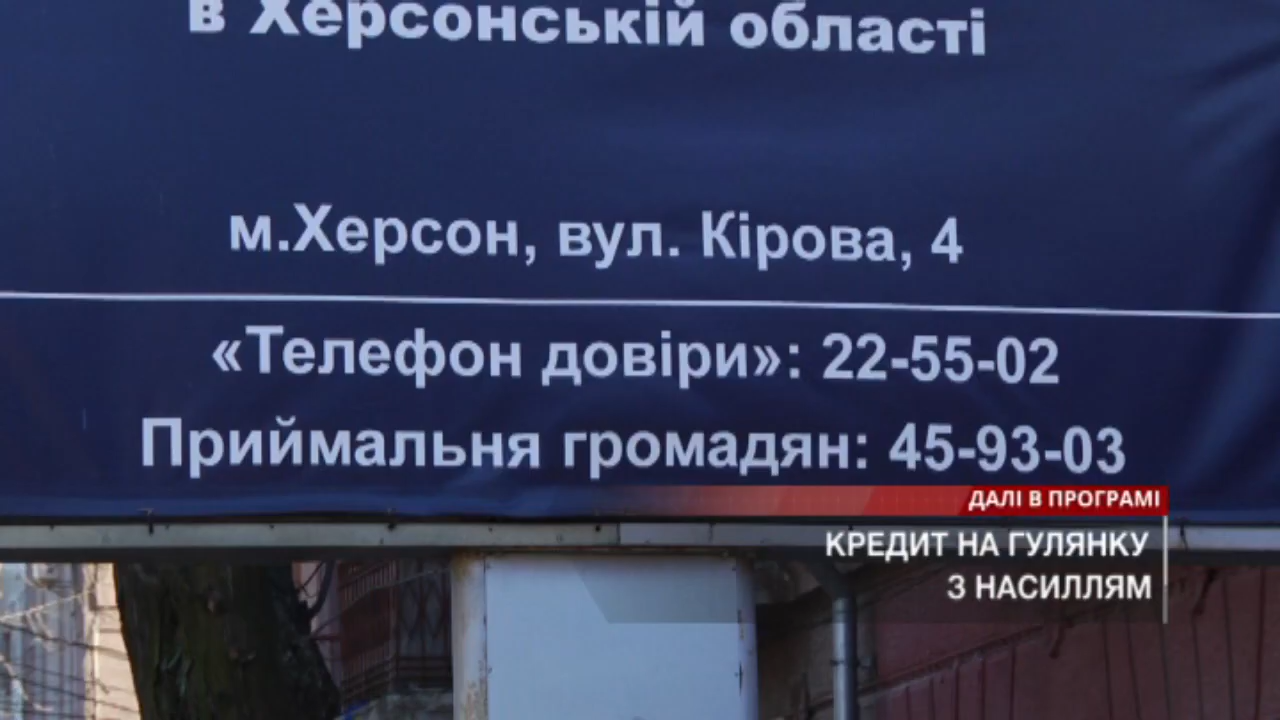 в Херсонській області
м.Херсон, вул. Кірова, 4
«Телефон довіри»: 22-55-02
Приймальня громадян: 45-93-03
ДАЛІ В ПРОГРАМІ
КРЕДИТ НА ГУЛЯНКУ
З НАСИЛЛЯМ